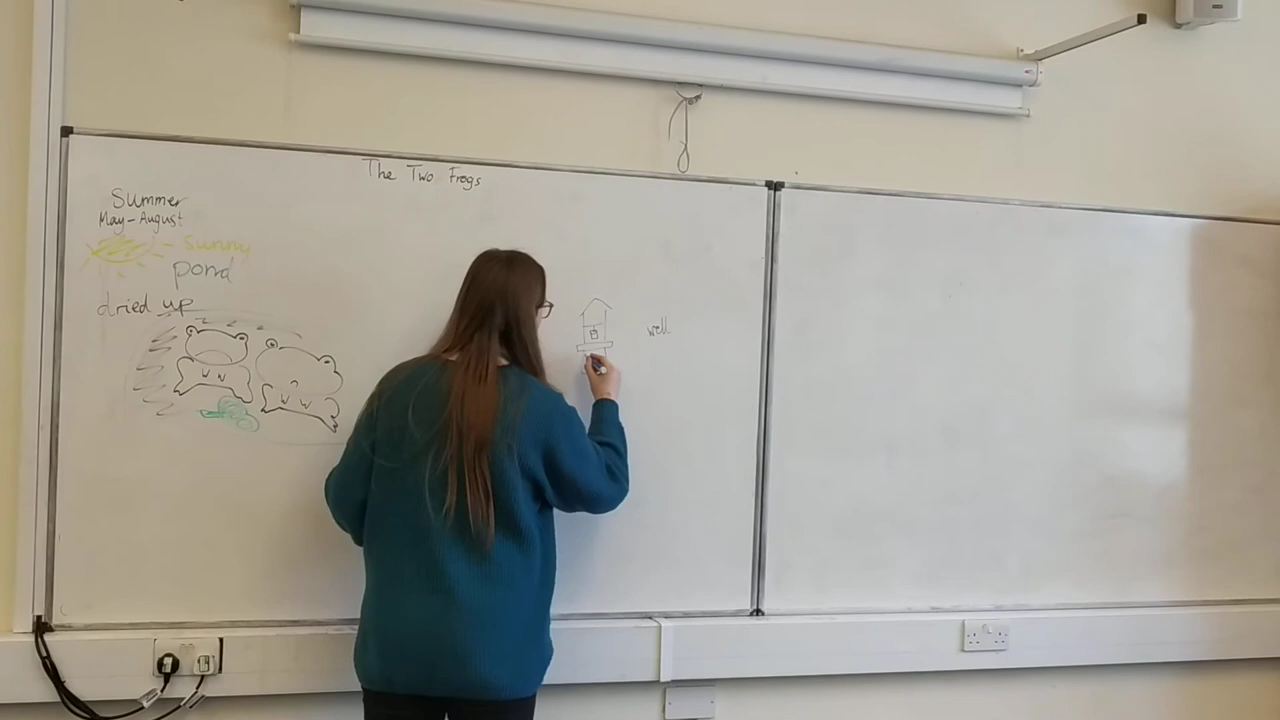 The Two Frogs
Summer
May-August
- sunny
pond
dried up
well